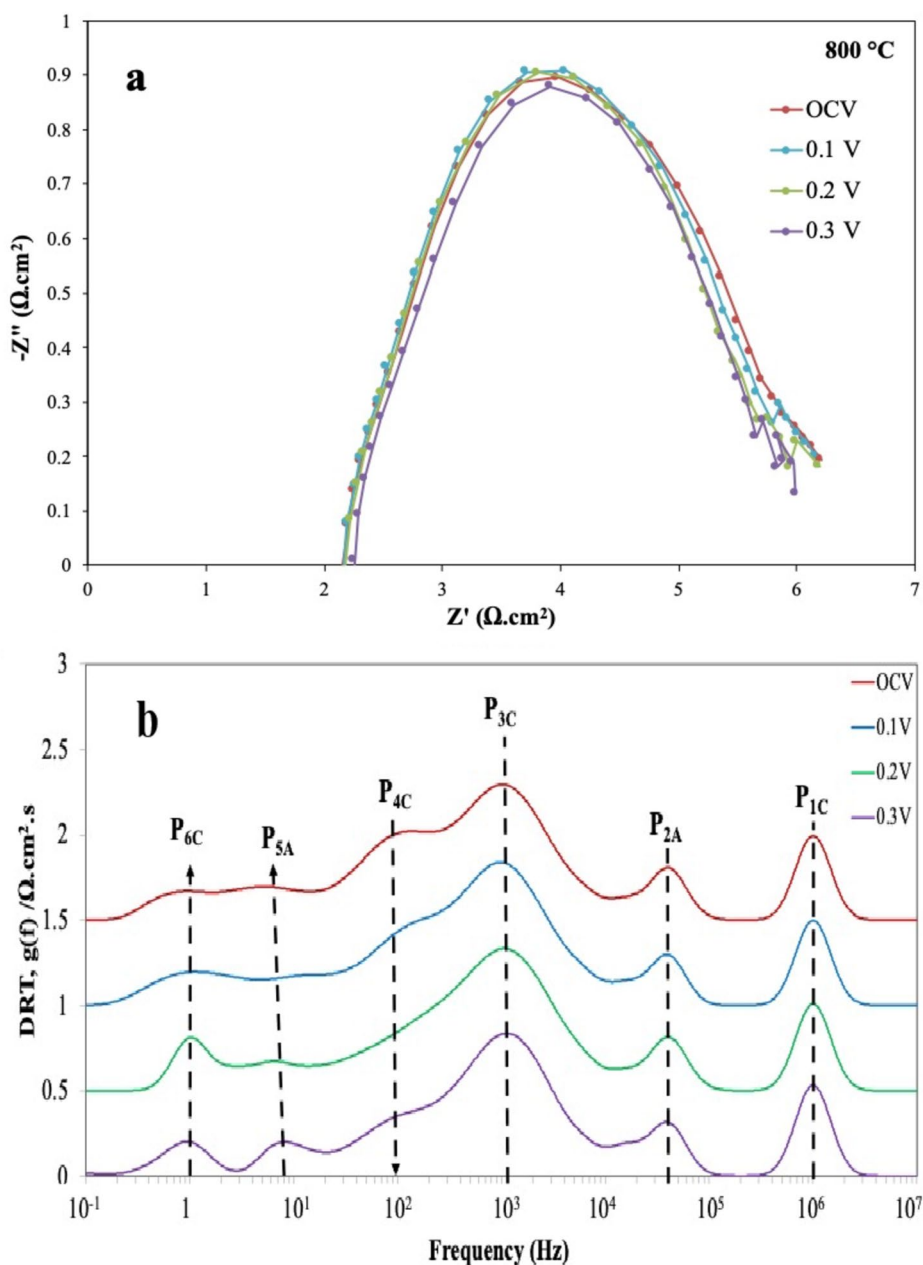 a
800 °C
OCV
0.1 V
0.2 V
0.3 V
-Z" (Ω.cm²)
1
0.9
0.8
0.7
0.6
0.5
0.4
0.3
0.2
0.1
0
0 1 2 3 4 5 6 7
Z' (Ω.cm²)
b
OCV
0.1V
0.2V
0.3V
P6C
P5A
P4C
P3C
P2A
P1C
DRT, g(f) /Ω.cm².s
3
2.5
2
1.5
1
0.5
0
10⁻¹ 1 10¹ 10² 10³ 10⁴ 10⁵ 10⁶ 10⁷
Frequency (Hz)